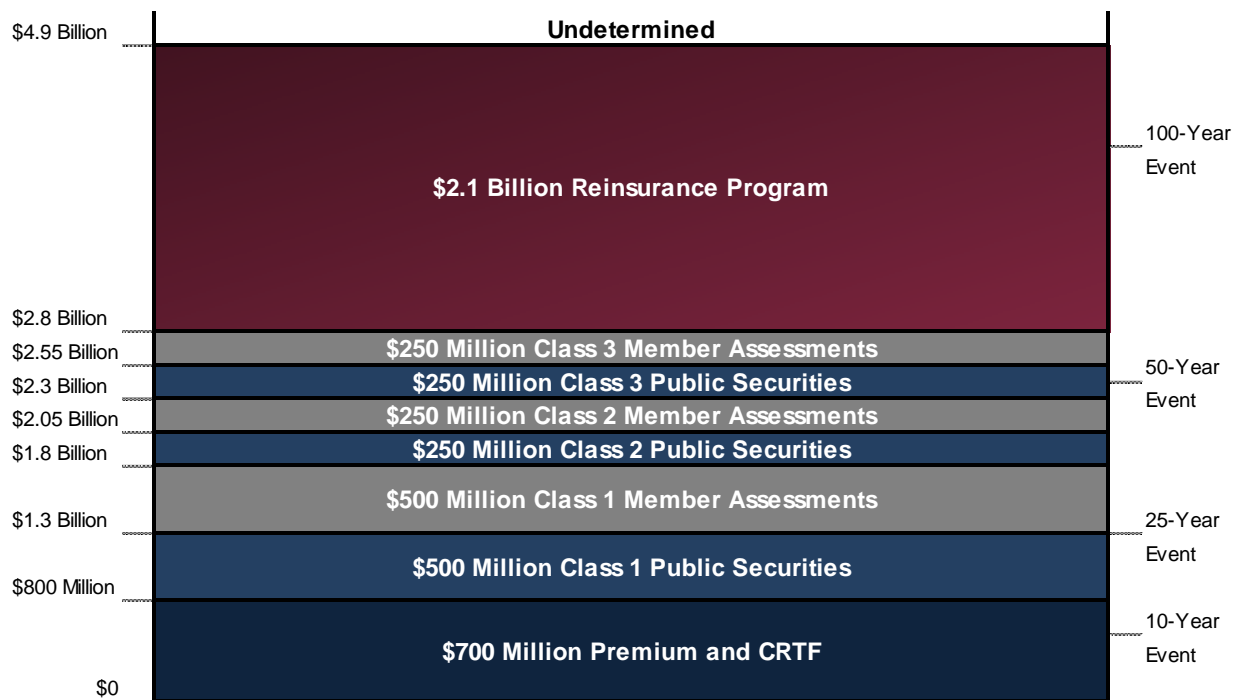 $4.9 Billion
Undetermined
100-Year
Event
$2.1 Billion Reinsurance Program
$2.8 Billion
$250 Million Class 3 Member Assessments
$2.55 Billion
50-Year
Event
$250 Million Class 3 Public Securities
$2.3 Billion
$250 Million Class 2 Member Assessments
$2.05 Billion
$250 Million Class 2 Public Securities
$1.8 Billion
$500 Million Class 1 Member Assessments
$1.3 Billion
25-Year
Event
$500 Million Class 1 Public Securities
$800 Million
10-Year
Event
$700 Million Premium and CRTF
$0